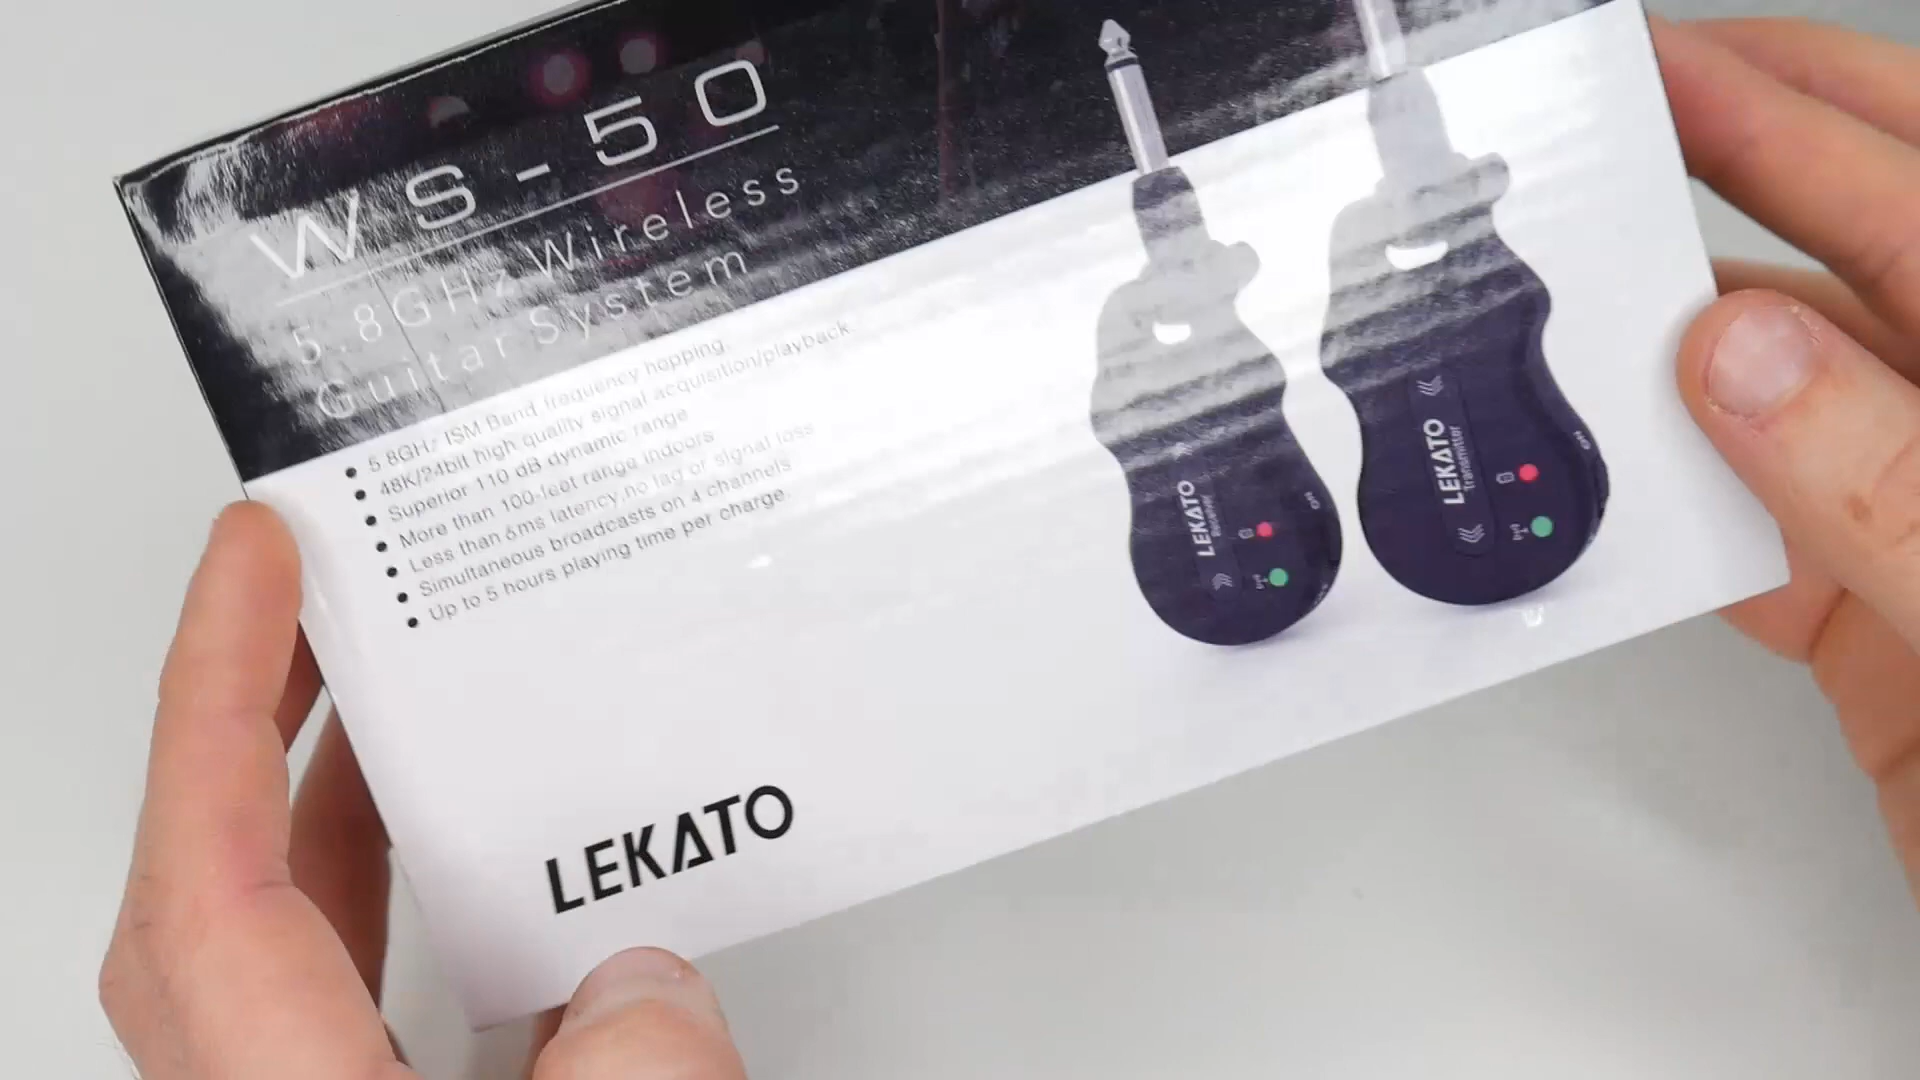 WS-50
5.8GHz Wireless
Guitar System
5.8GHz ISM Band frequency hopping.
48K/24bit high quality signal acquisition/playback.
Superior 110 dB dynamic range
More than 100-feet range indoors
Less than 6ms latency,no lag or signal loss
Simultaneous broadcasts on 4 channels
Up to 5 hours playing time per charge.
LEKATO
LEKATO
Receiver
ON
LEKATO
Transmitter
ON